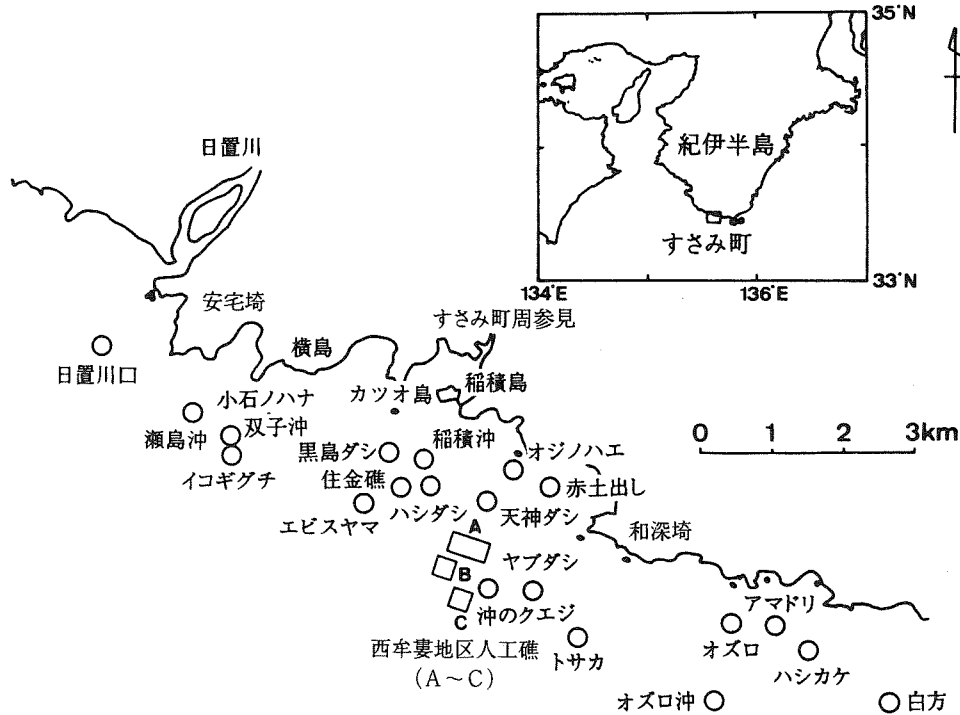 35°N
日置川
紀伊半島
すさみ町
33°N
134°E
136°E
安宅埼
すさみ町周参見
横島
日置川口
カツオ島
稲積島
小石ノハナ
瀬島沖
双子沖
0 1 2 3km
黒島ダシ
稲積沖
オジノハエ
イコギグチ
住金礁
赤土出し
エビスヤマ
ハシダシ
天神ダシ
A
和深埼
B
ヤブダシ
C
沖のクエジ
アマドリ
西牟婁地区人工礁
(A～C)
トサカ
オズロ
ハシカケ
オズロ沖
白方